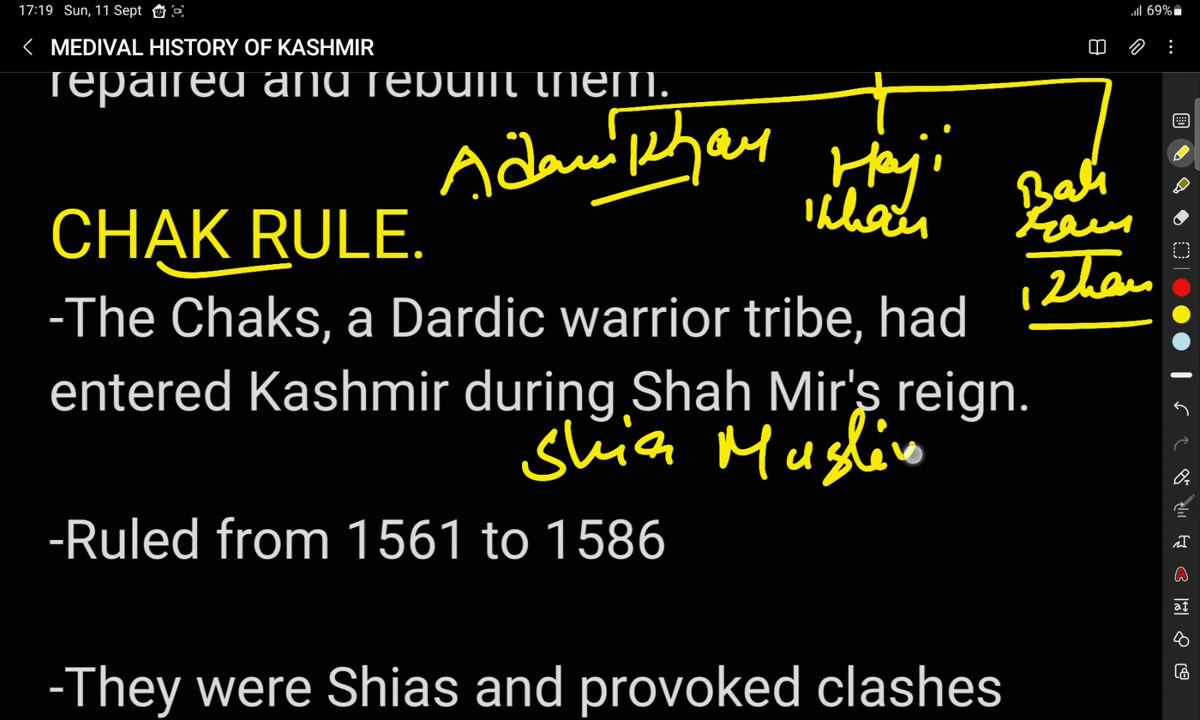 17:19 Sun, 11 Sept 69%
MEDIVAL HISTORY OF KASHMIR
repaired and rebuilt them.
Adam Khan Haji Khan Bahram Khan
CHAK RULE.
-The Chaks, a Dardic warrior tribe, had
entered Kashmir during Shah Mir's reign.
Shia Muslim
-Ruled from 1561 to 1586
-They were Shias and provoked clashes